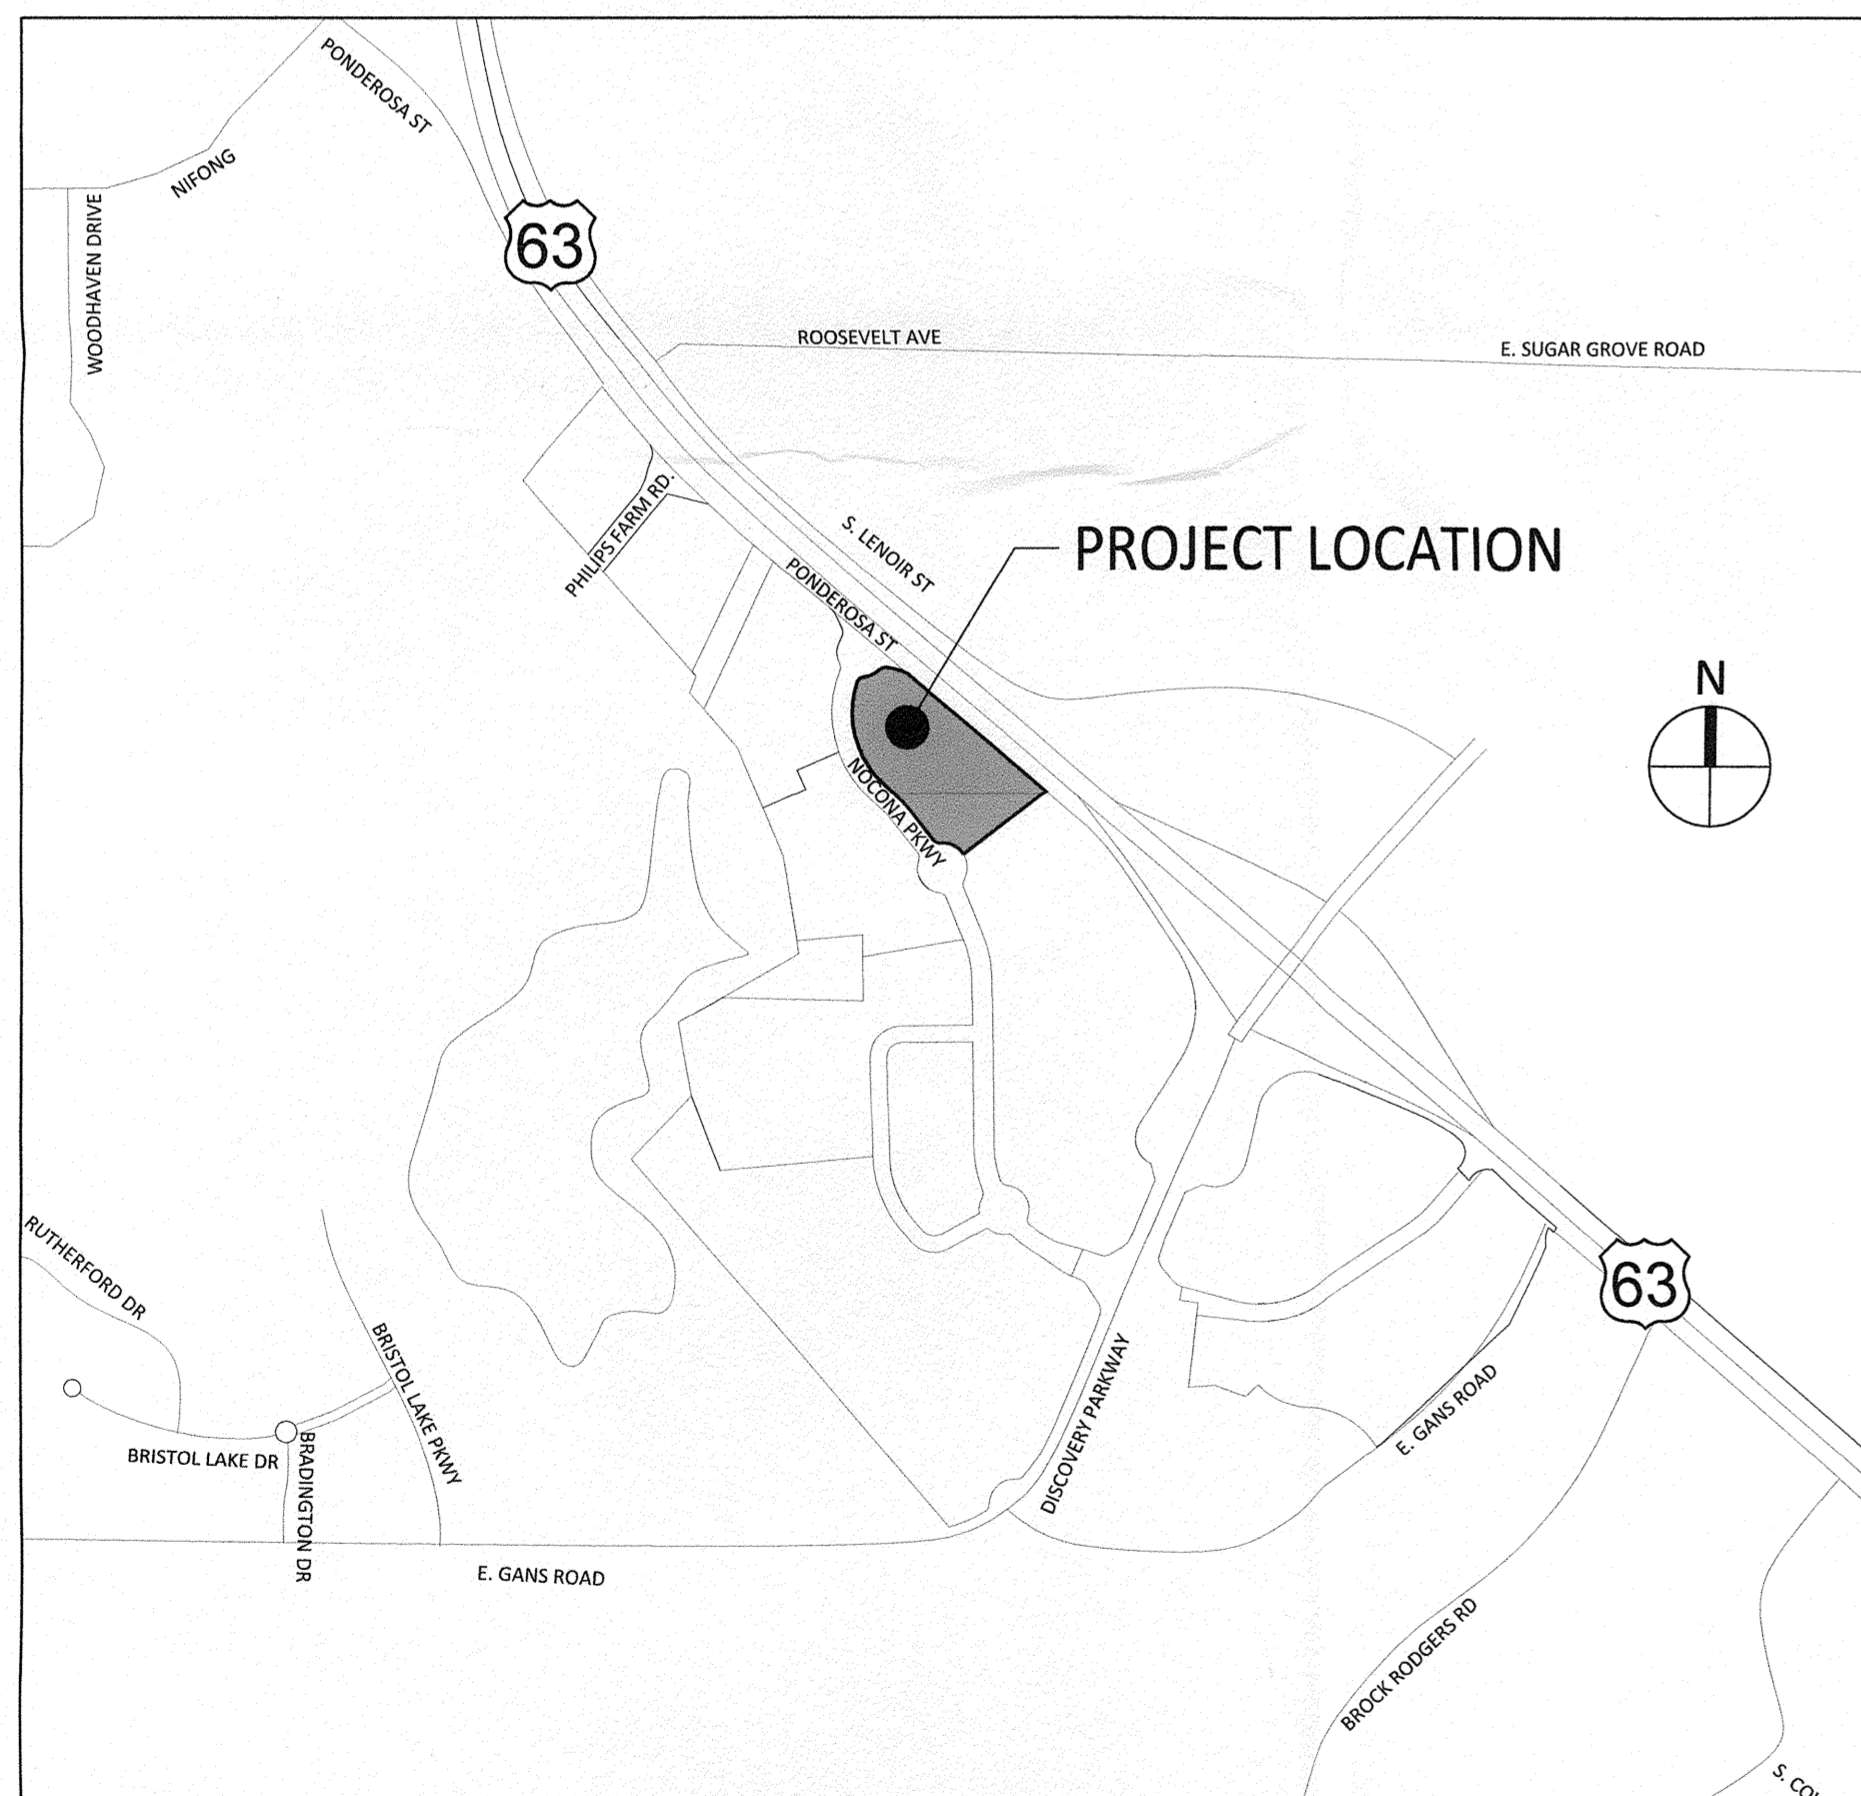 PONDEROSA ST
NIFONG
WOODHAVEN DRIVE
63
ROOSEVELT AVE
E. SUGAR GROVE ROAD
PHILIPS FARM RD.
S. LENOIR ST
PROJECT LOCATION
PONDEROSA ST
N
NOCONA PKWY
RUTHERFORD DR
63
BRISTOL LAKE PKWY
DISCOVERY PARKWAY
E. GANS ROAD
BRISTOL LAKE DR
BRADINGTON DR
E. GANS ROAD
BROCK RODGERS RD
S.